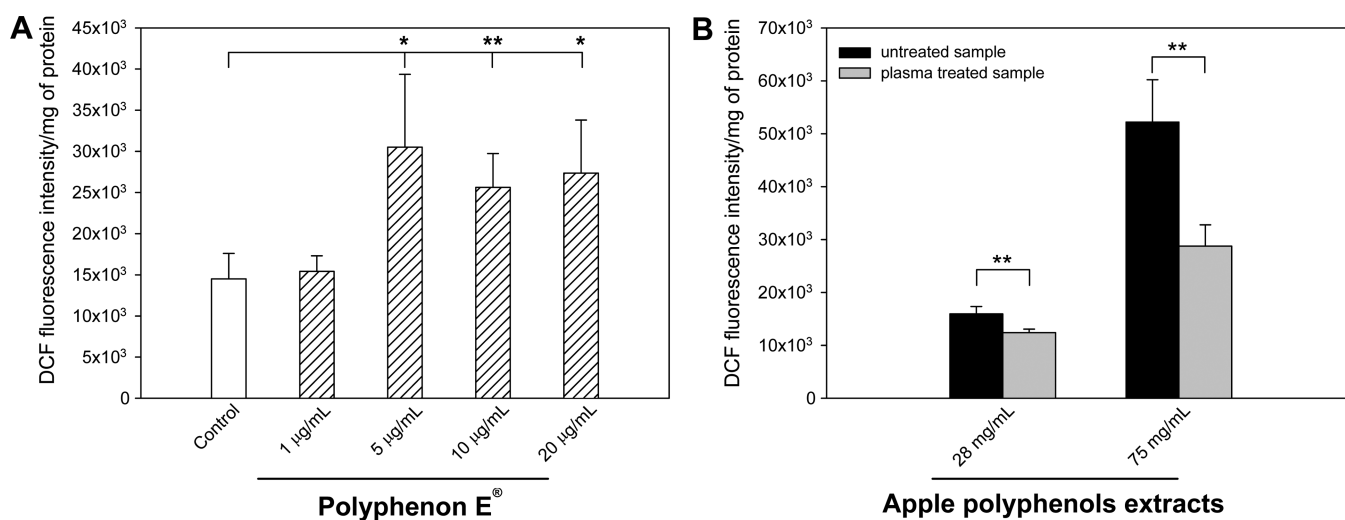 A
DCF fluorescence intensity/mg of protein
45x10³
40x10³
35x10³
30x10³
25x10³
20x10³
15x10³
10x10³
5x10³
0
*
**
*
Control
1 µg/mL
5 µg/mL
10 µg/mL
20 µg/mL
Polyphenon E®
B
DCF fluorescence intensity/mg of protein
70x10³
60x10³
50x10³
40x10³
30x10³
20x10³
10x10³
0
untreated sample
plasma treated sample
**
**
28 mg/mL
75 mg/mL
Apple polyphenols extracts